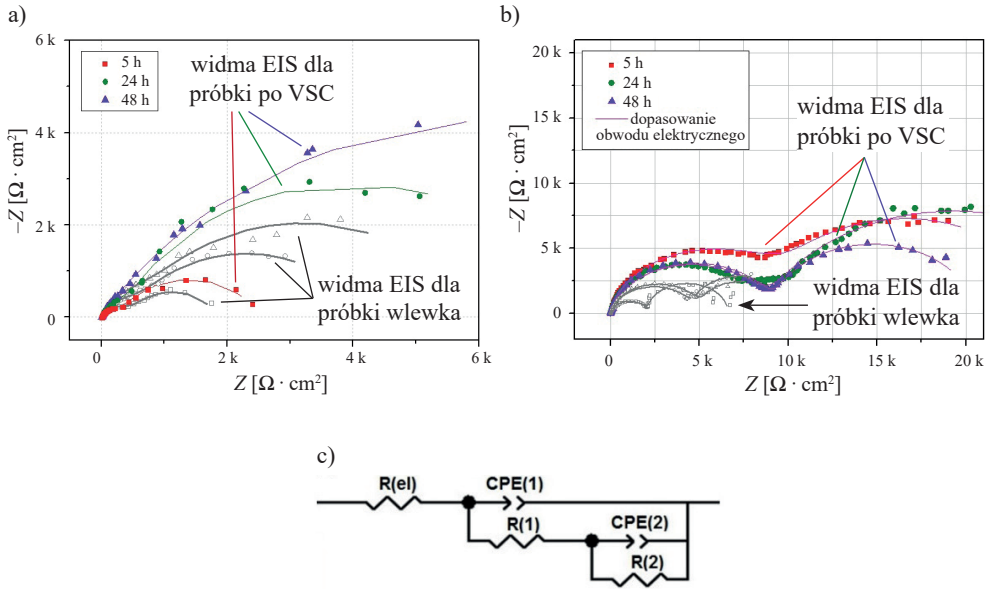 a)
6 k
4 k
2 k
0
–Z [Ω · cm²]
5 h
24 h
48 h
widma EIS dla
próbki po VSC
widma EIS dla
próbki wlewka
0
2 k
4 k
6 k
Z [Ω · cm²]
b)
20 k
15 k
10 k
5 k
0
–Z [Ω · cm²]
5 h
24 h
48 h
dopasowanie
obwodu elektrycznego
widma EIS dla
próbki po VSC
widma EIS dla
próbki wlewka
0
5 k
10 k
15 k
20 k
Z [Ω · cm²]
c)
R(el)
CPE(1)
R(1)
CPE(2)
R(2)